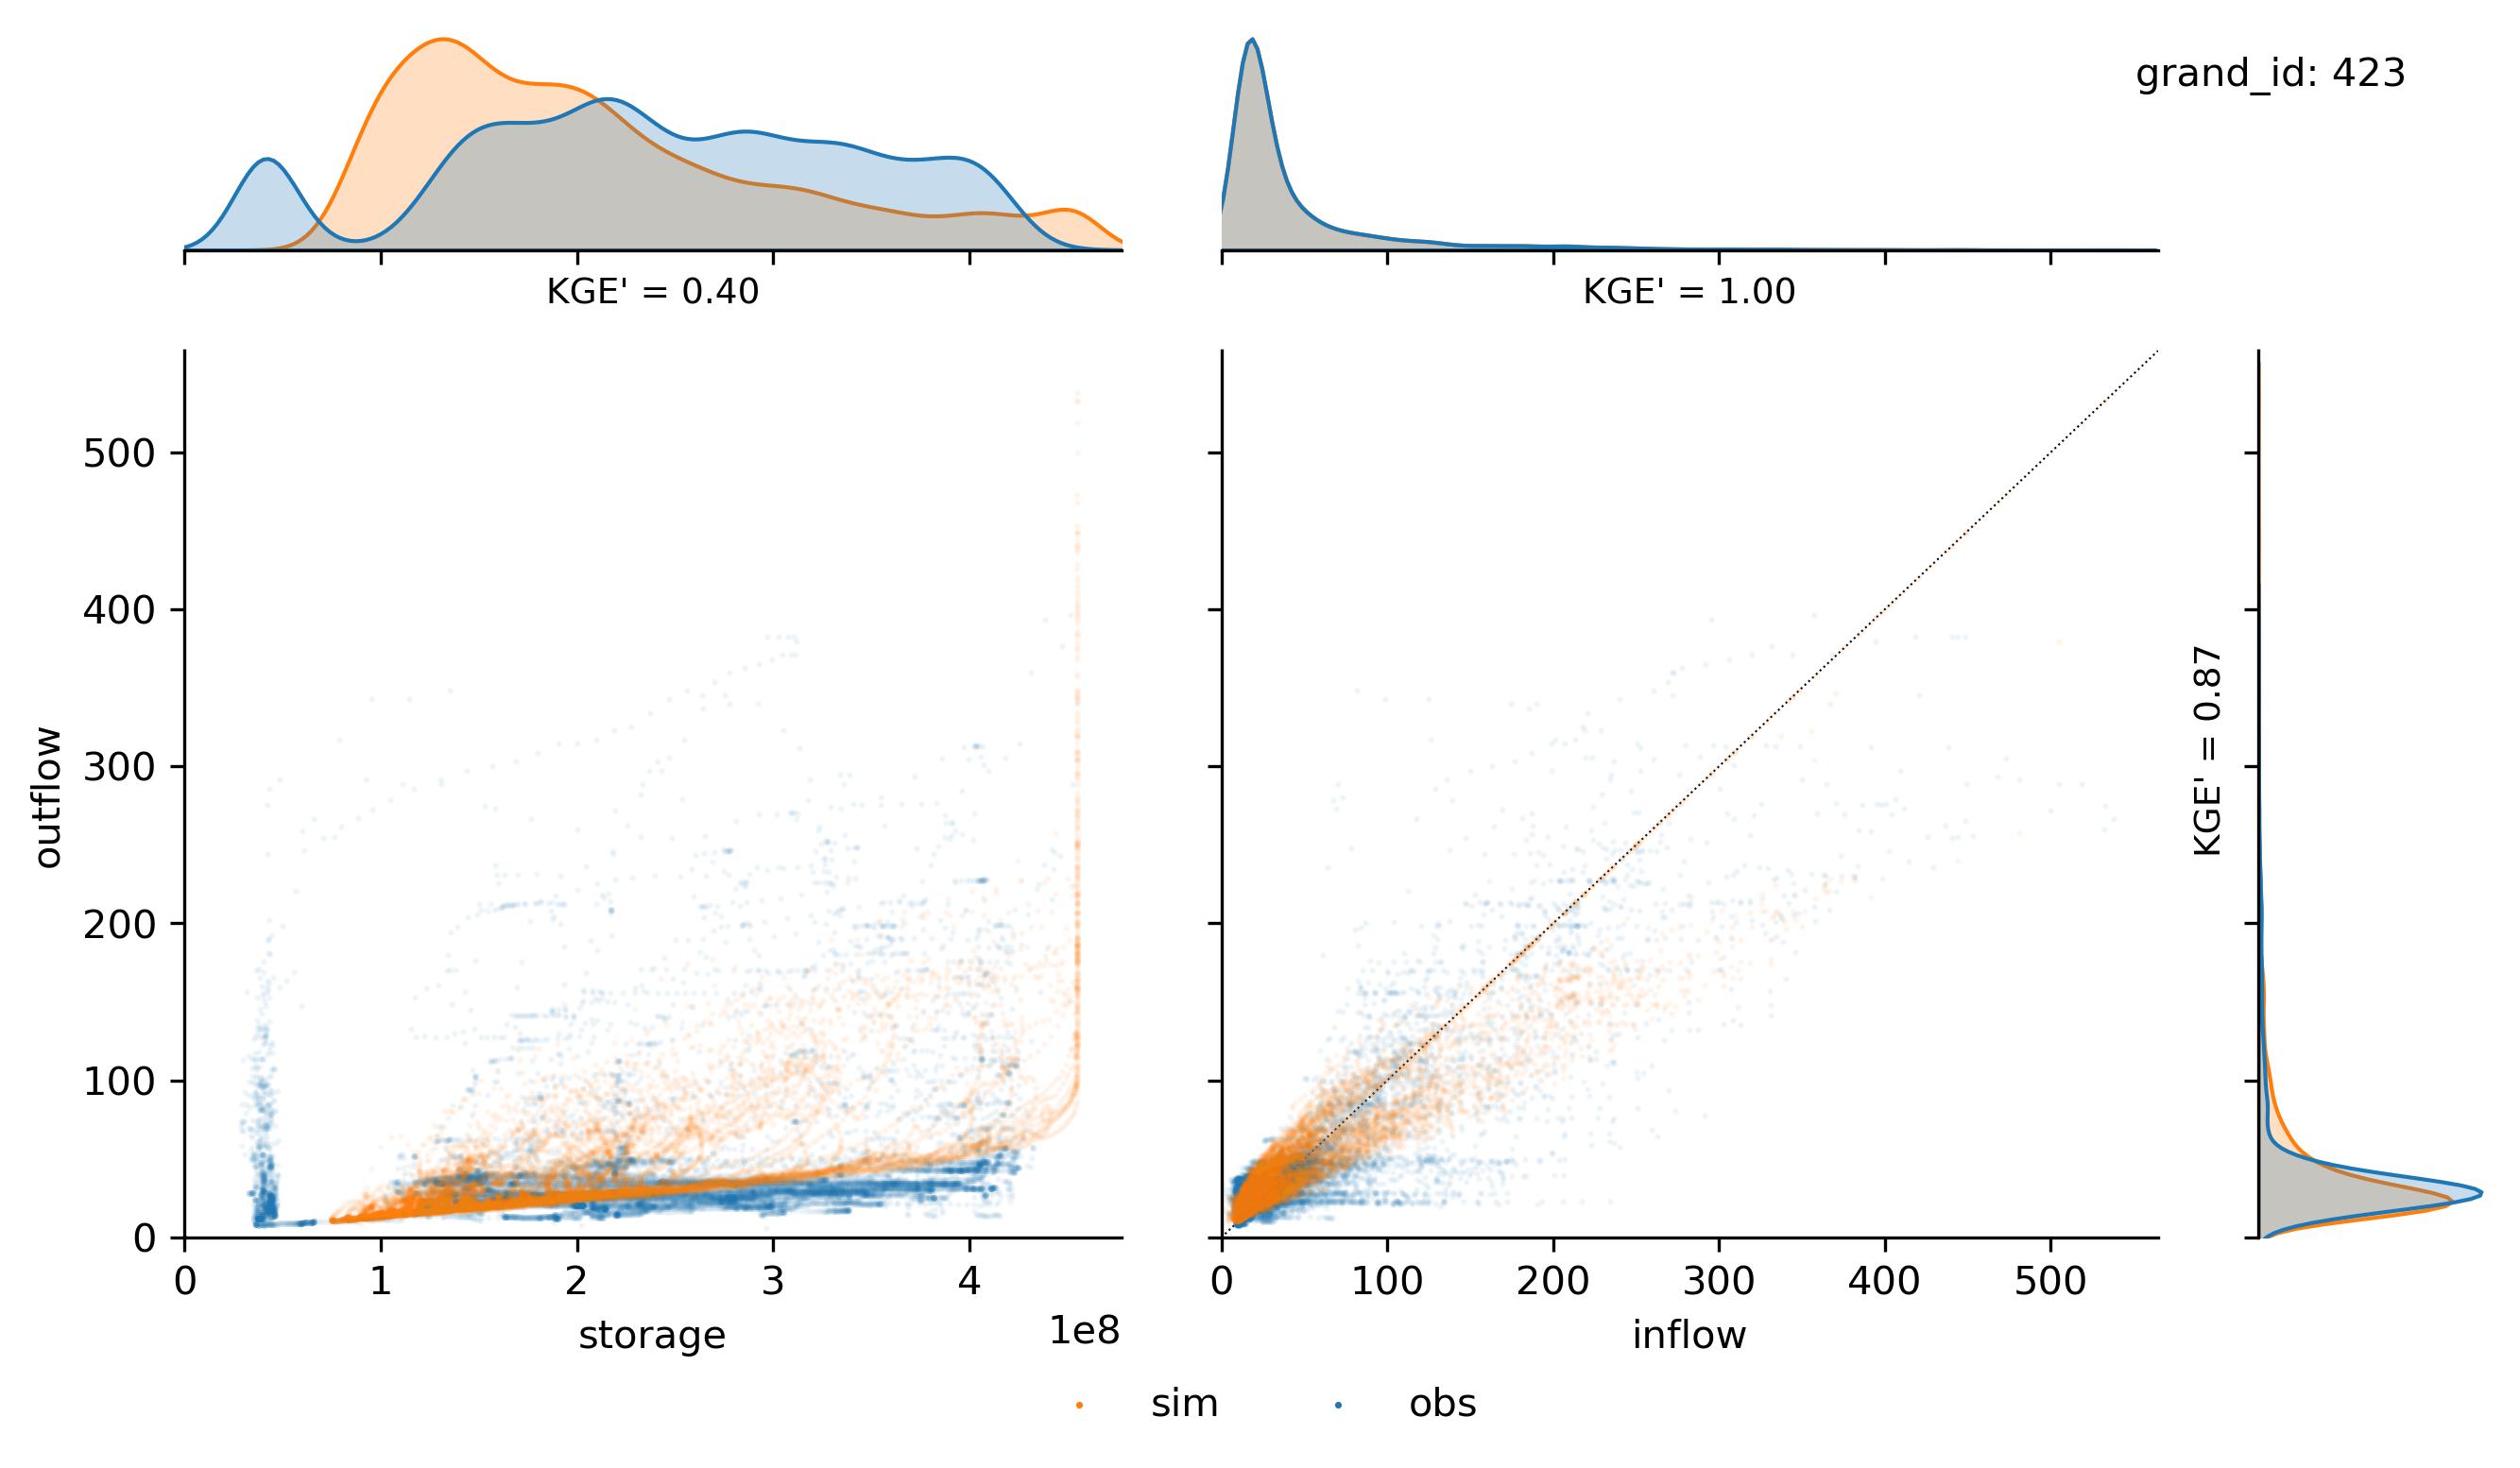 grand_id: 423
KGE' = 0.40
KGE' = 1.00
outflow
500
400
300
200
100
0
0 1 2 3 4
1e8
storage
0 100 200 300 400 500
inflow
KGE' = 0.87
sim obs